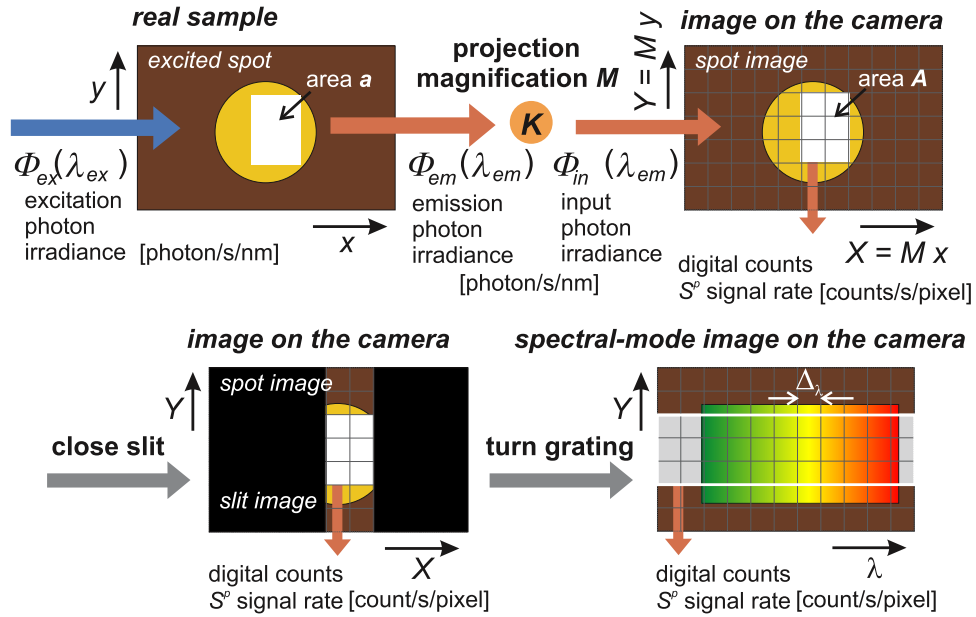 real sample
excited spot
area a
y
x
Φex(λex)
excitation
photon
irradiance
[photon/s/nm]
projection
magnification M
K
Φem(λem)
emission
photon
irradiance
[photon/s/nm]
Φin (λem)
input
photon
irradiance
image on the camera
Y = M y
spot image
area A
X = M x
digital counts
Sᵖ signal rate [counts/s/pixel]
close slit
image on the camera
spot image
Y
slit image
X
digital counts
Sᵖ signal rate [count/s/pixel]
turn grating
spectral-mode image on the camera
Y
Δλ
λ
digital counts
Sᵖ signal rate [count/s/pixel]